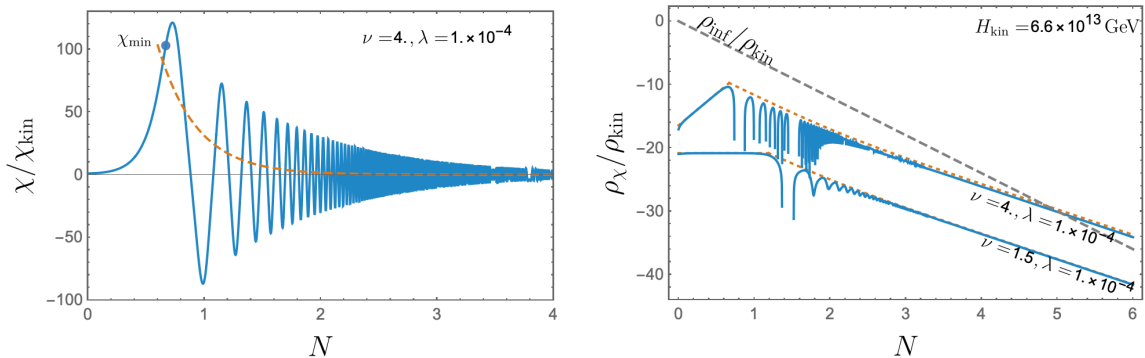 χ/χkin
100
50
0
−50
−100
χmin
ν =4., λ =1.×10−4
0
1
2
3
4
N
ρχ/ρkin
0
−10
−20
−30
−40
ρinf/ρkin
Hkin =6.6×1013 GeV
ν =4., λ =1.×10−4
ν =1.5, λ =1.×10−4
0
1
2
3
4
5
6
N